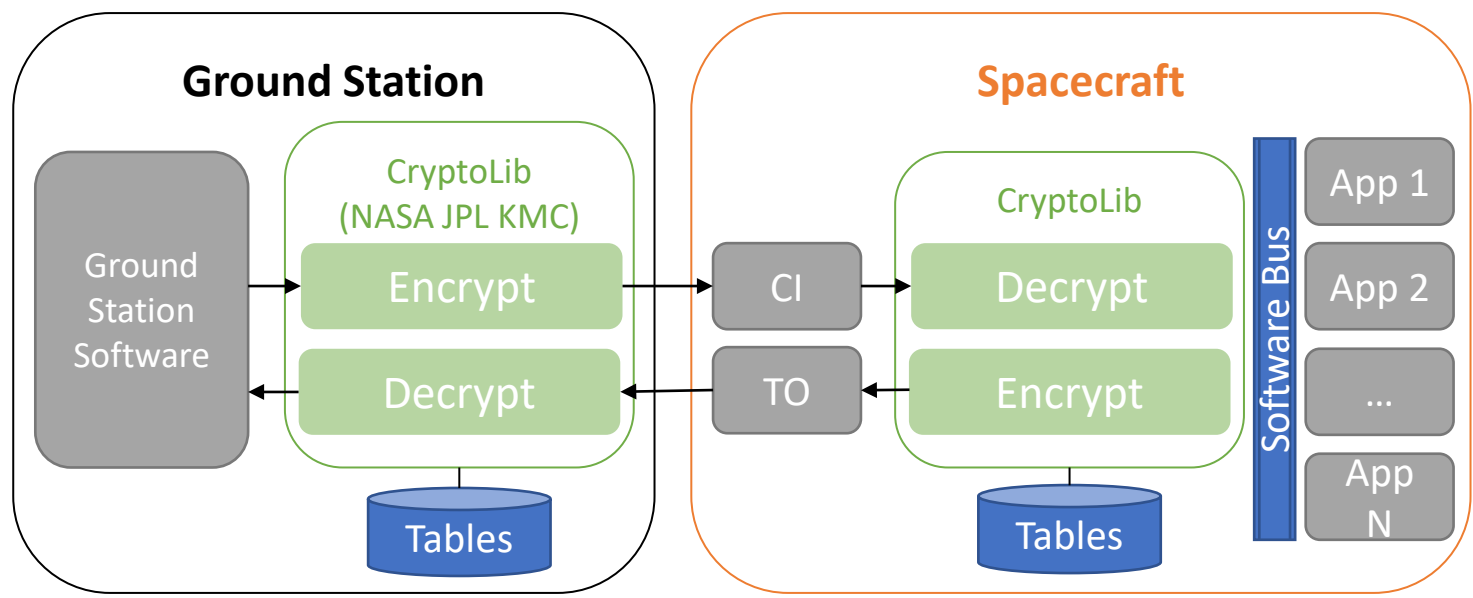 Ground Station
CryptoLib
(NASA JPL KMC)
Ground
Station
Software
Encrypt
Decrypt
Tables
Spacecraft
CI
TO
CryptoLib
Decrypt
Encrypt
Tables
Software Bus
App 1
App 2
...
App
N